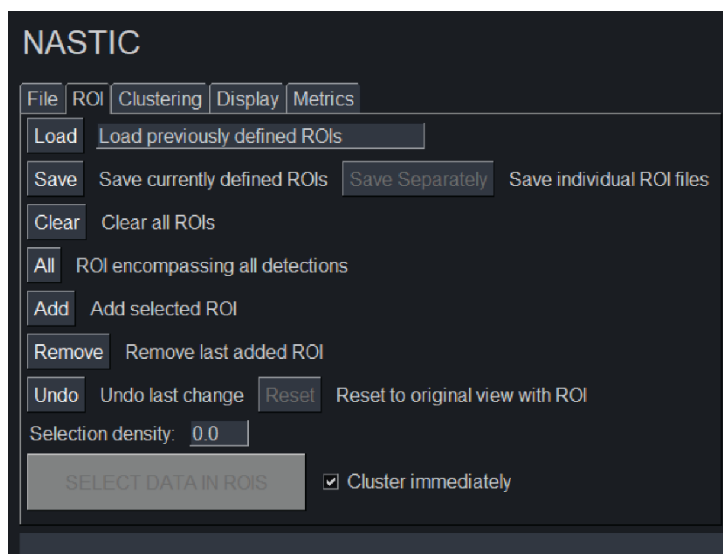 NASTIC
File ROI Clustering Display Metrics
Load Load previously defined ROIs
Save Save currently defined ROIs Save Separately Save individual ROI files
Clear Clear all ROIs
All ROI encompassing all detections
Add Add selected ROI
Remove Remove last added ROI
Undo Undo last change Reset Reset to original view with ROI
Selection density: 0.0
SELECT DATA IN ROIS Cluster immediately